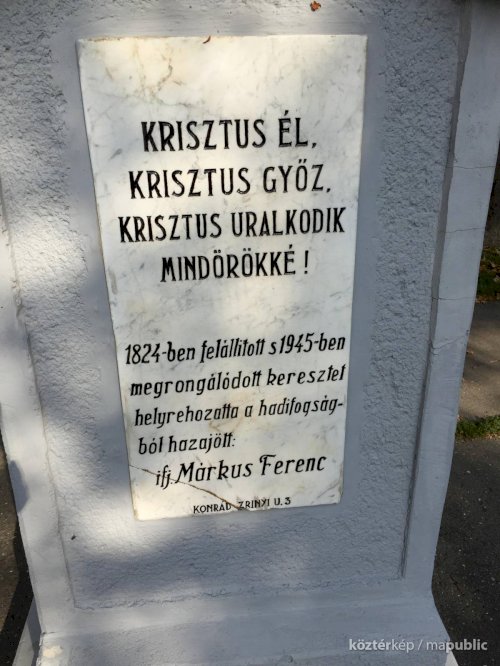 KRISZTUS ÉL,
KRISZTUS GYŐZ,
KRISZTUS URALKODIK
MINDÖRÖKKÉ!
1824-ben felállított s 1945-ben
megrongálódott keresztet
helyrehozatta a hadifogság-
ból hazajött:
ifj. Márkus Ferenc
KONRÁD ZRINYI U. 3
köztérkép / mapublic